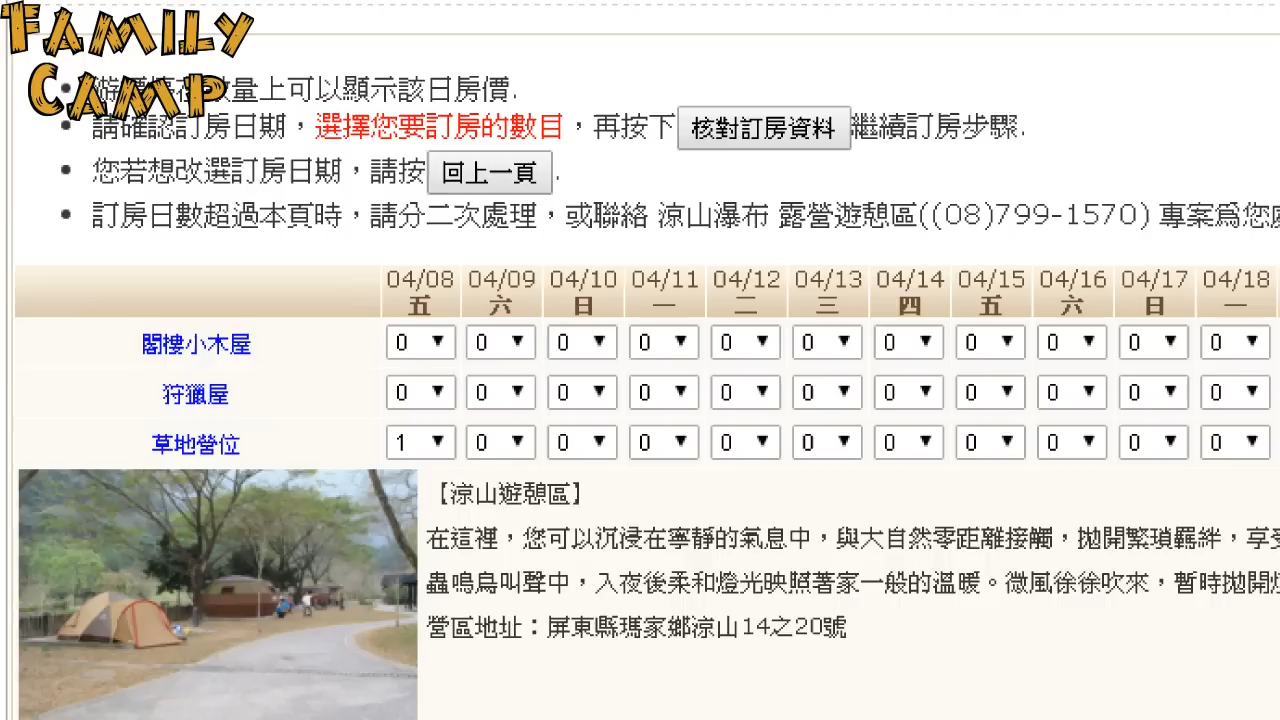 FAMILY
CAMP
量上可以顯示該日房價.
請確認訂房日期，選擇您要訂房的數目，再按下 核對訂房資料 繼續訂房步驟.
您若想改選訂房日期，請按 回上一頁 .
訂房日數超過本頁時，請分二次處理，或聯絡 涼山瀑布 露營遊憩區((08)799-1570) 專案為您
04/08 04/09 04/10 04/11 04/12 04/13 04/14 04/15 04/16 04/17 04/18
五 六 日 一 二 三 四 五 六 日 一
閣樓小木屋 0 0 0 0 0 0 0 0 0 0 0
狩獵屋 0 0 0 0 0 0 0 0 0 0 0
草地營位 1 0 0 0 0 0 0 0 0 0 0
【涼山遊憩區】
在這裡，您可以沉浸在寧靜的氣息中，與大自然零距離接觸，拋開繁瑣羈絆，享
蟲鳴鳥叫聲中，入夜後柔和燈光映照著家一般的溫暖。微風徐徐吹來，暫時拋開
營區地址：屏東縣瑪家鄉涼山14之20號